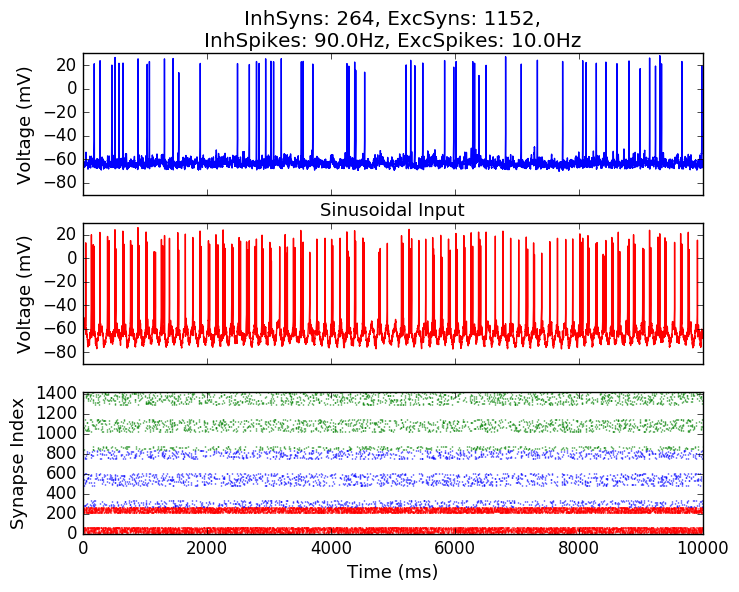 InhSyns: 264, ExcSyns: 1152,
InhSpikes: 90.0Hz, ExcSpikes: 10.0Hz
20
0
−20
−40
−60
−80
Voltage (mV)
Sinusoidal Input
20
0
−20
−40
−60
−80
Voltage (mV)
1400
1200
1000
800
600
400
200
0
Synapse Index
0 2000 4000 6000 8000 10000
Time (ms)